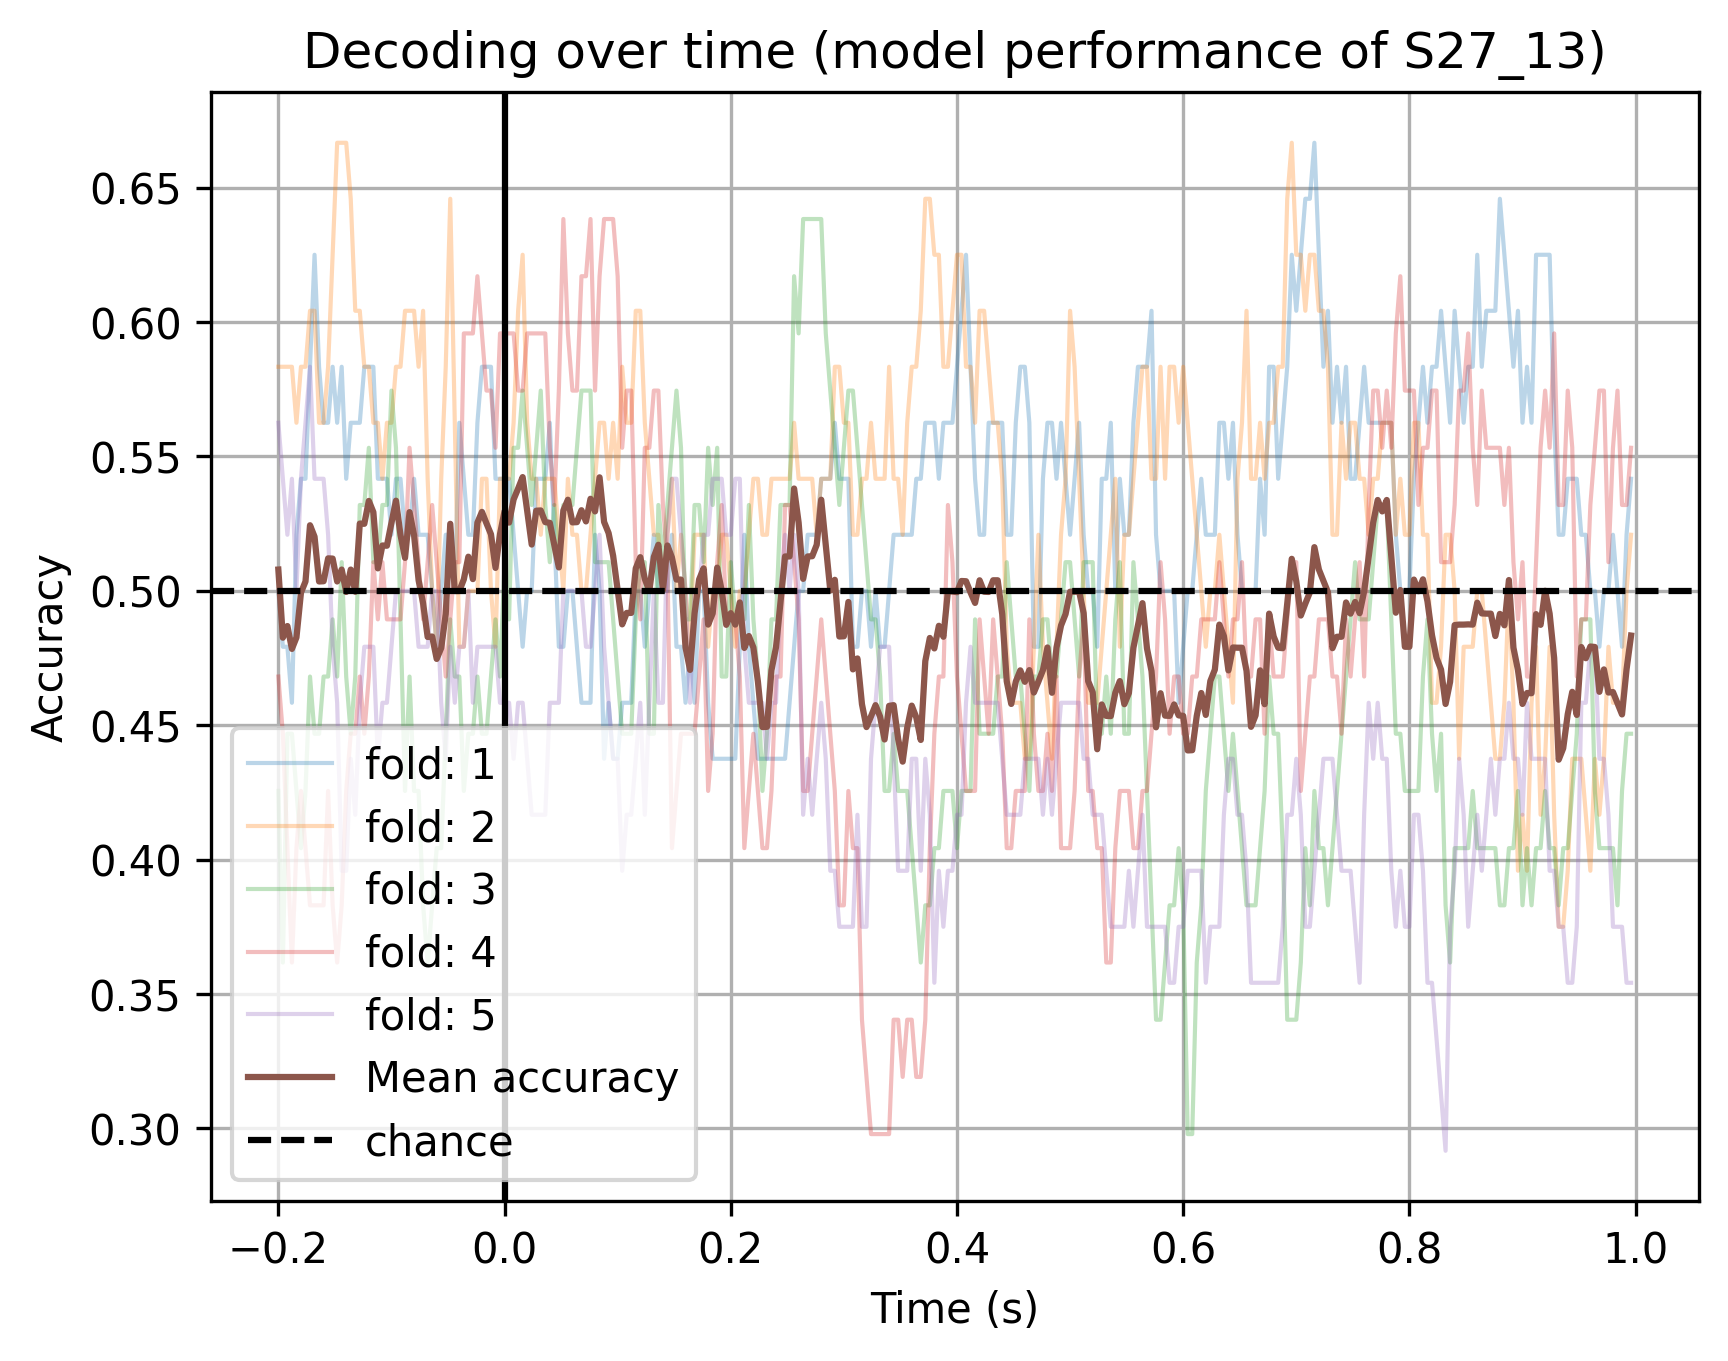 Decoding over time (model performance of S27_13)
Accuracy
0.65
0.60
0.55
0.50
0.45
0.40
0.35
0.30
fold: 1
fold: 2
fold: 3
fold: 4
fold: 5
Mean accuracy
chance
−0.2 0.0 0.2 0.4 0.6 0.8 1.0
Time (s)